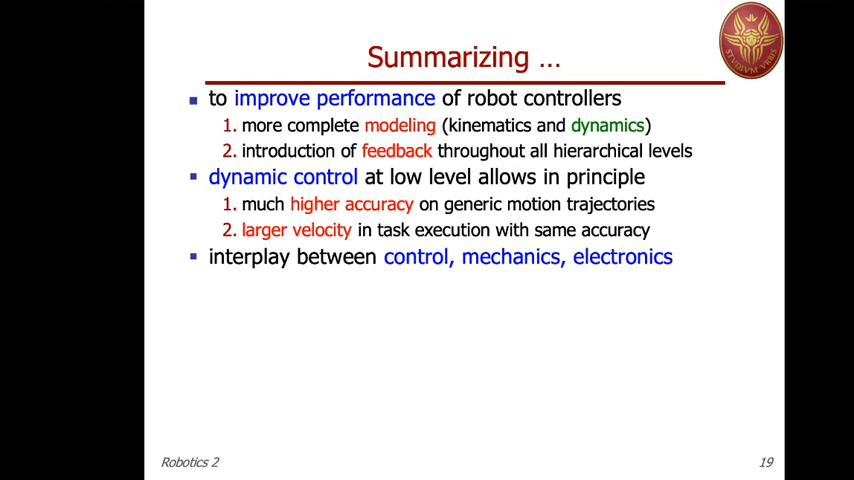 Summarizing ...
STVDIVM VRBIS
to improve performance of robot controllers
1. more complete modeling (kinematics and dynamics)
2. introduction of feedback throughout all hierarchical levels
dynamic control at low level allows in principle
1. much higher accuracy on generic motion trajectories
2. larger velocity in task execution with same accuracy
interplay between control, mechanics, electronics
Robotics 2
19